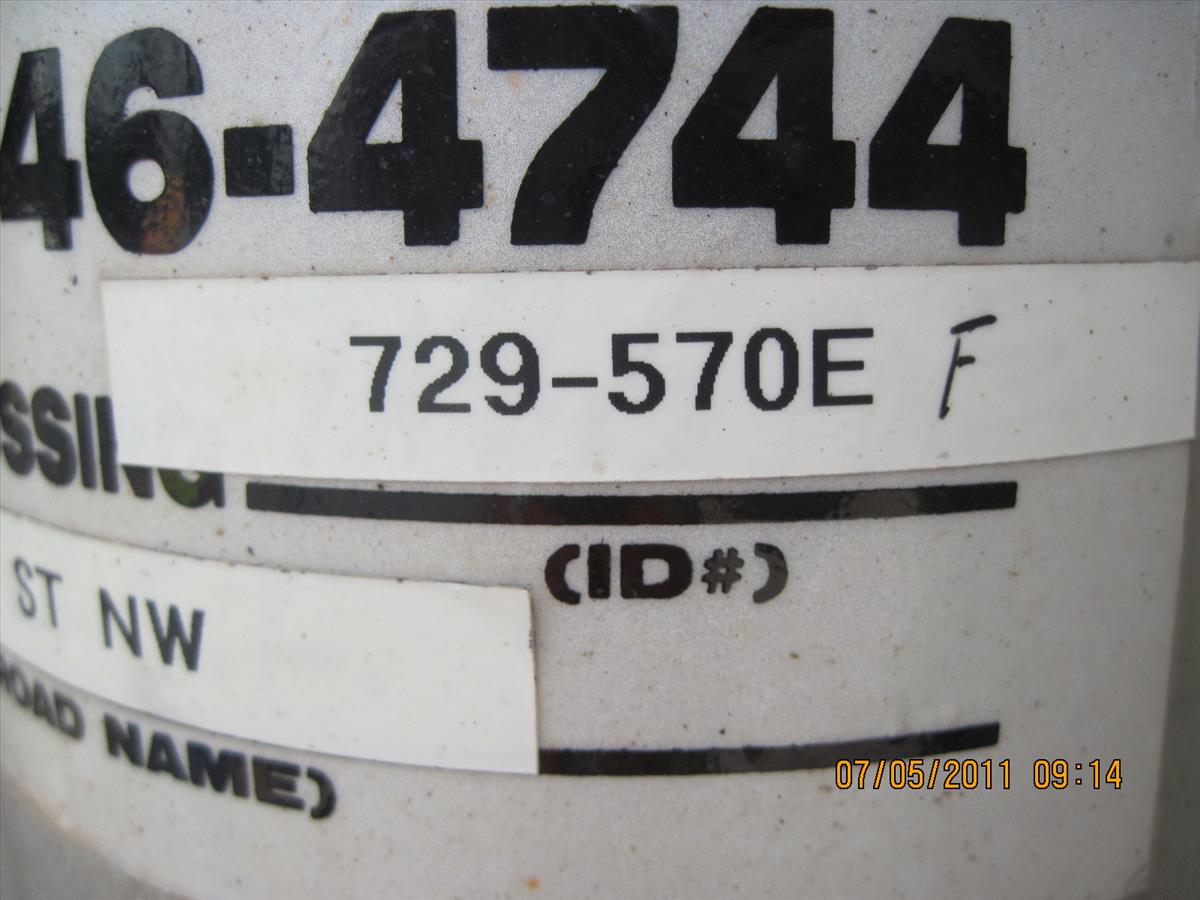 46-4744
729-570E F
SSING
(ID#)
ST NW
ROAD NAME)
07/05/2011 09:14